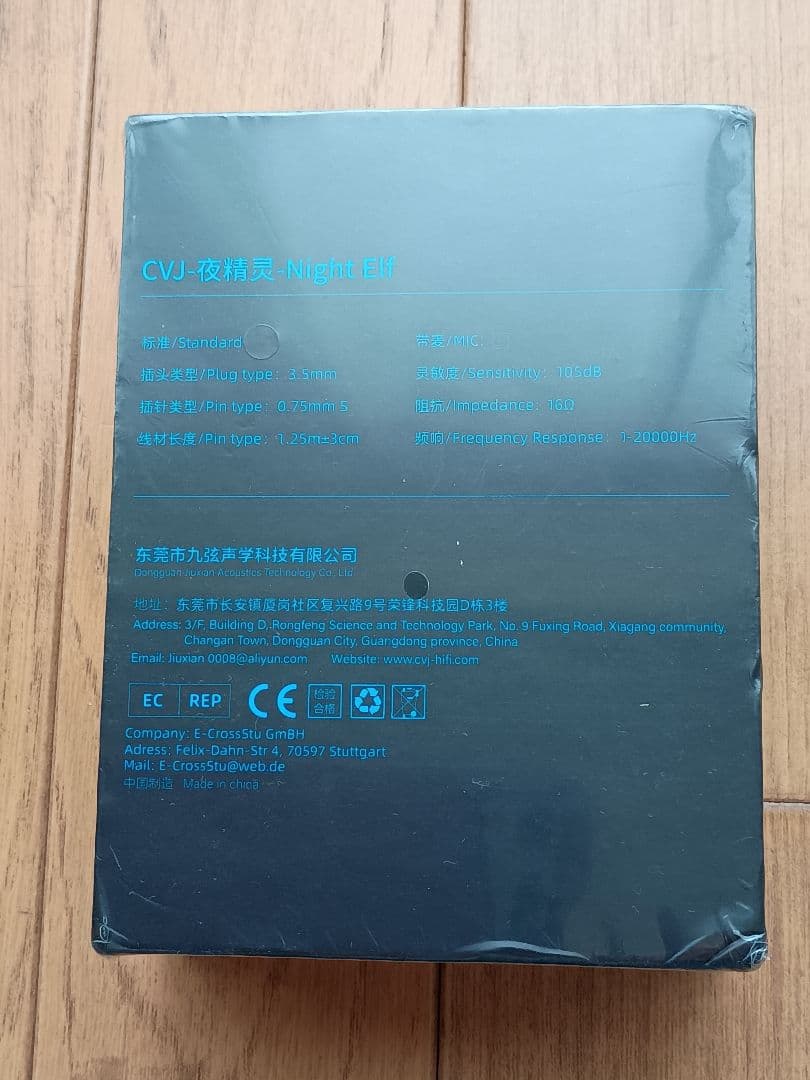 CVJ-夜精灵-Night Elf
标准/Standard
带麦/MIC:
插头类型/Plug type: 3.5mm
灵敏度/Sensitivity: 105dB
插针类型/Pin type: 0.75mm S
阻抗/Impedance: 16Ω
线材长度/Pin type: 1.25m±3cm
频响/Frequency Response: 1-20000Hz
东莞市九弦声学科技有限公司
Dongguan Jiuxian Acoustics Technology Co., Ltd
地址: 东莞市长安镇厦岗社区复兴路9号荣锋科技园D栋3楼
Address: 3/F, Building D, Rongfeng Science and Technology Park, No. 9 Fuxing Road, Xiagang community,
Changan Town, Dongguan City, Guangdong province, China
Email: Jiuxian 0008@aliyun.com Website: www.cvj-hifi.com
EC REP CE 检验
合格
Company: E-CrossStu GmBH
Adress: Felix-Dahn-Str 4, 70597 Stuttgart
Mail: E-CrossStu@web.de
中国制造 Made in china